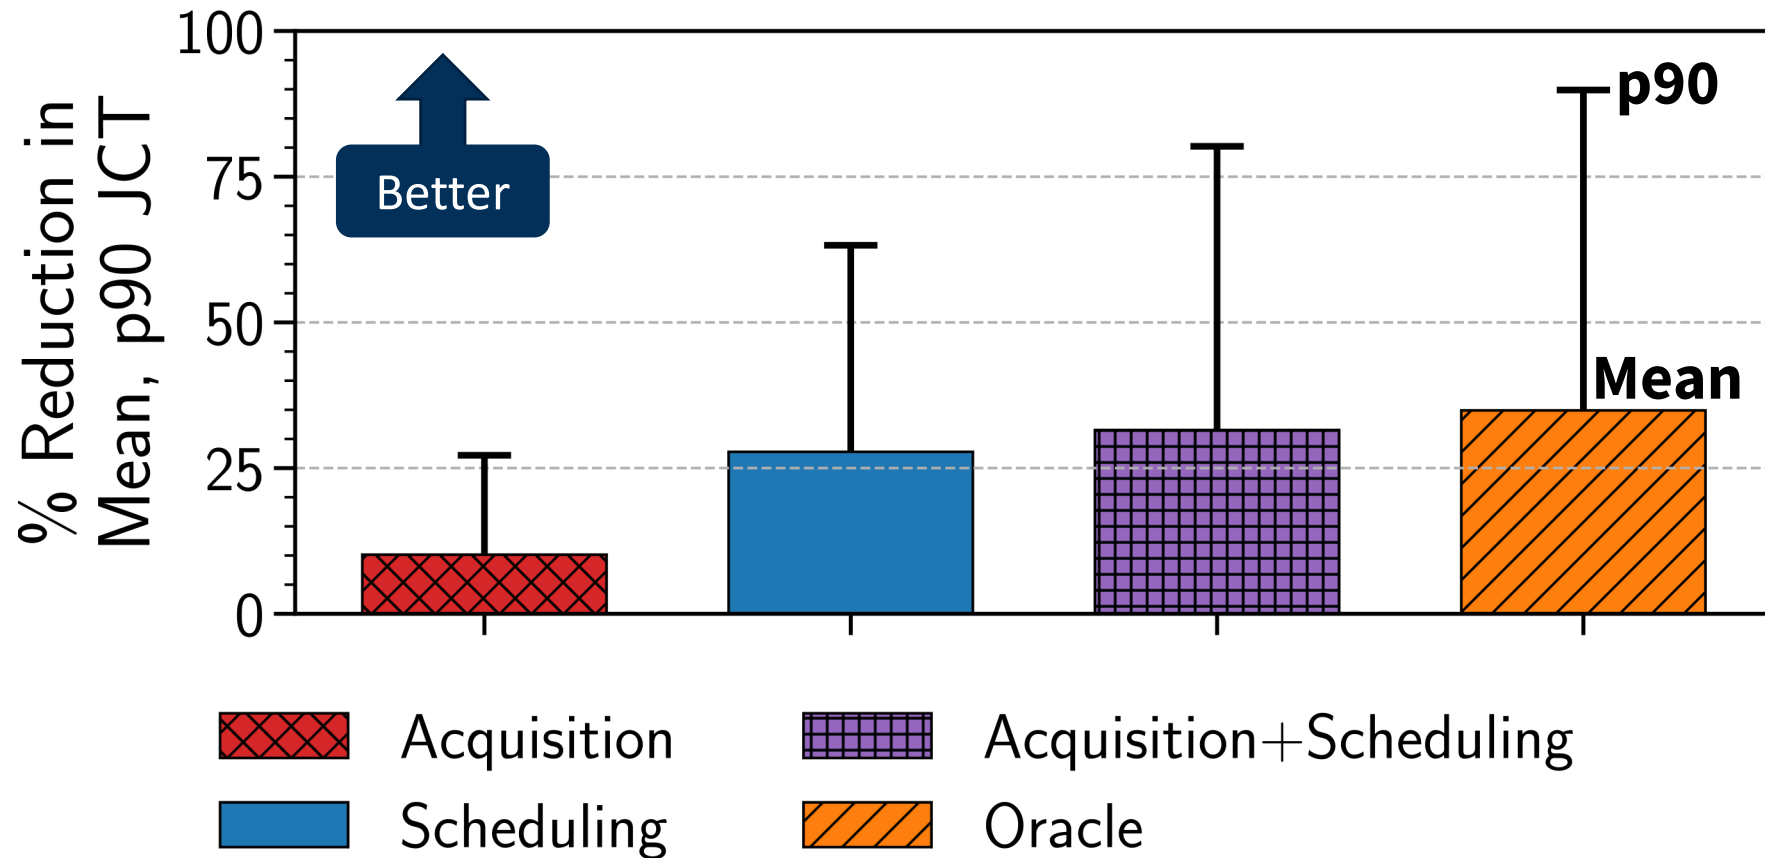 % Reduction in
Mean, p90 JCT
100
75
50
25
0
Better
p90
Mean
Acquisition
Scheduling
Acquisition+Scheduling
Oracle